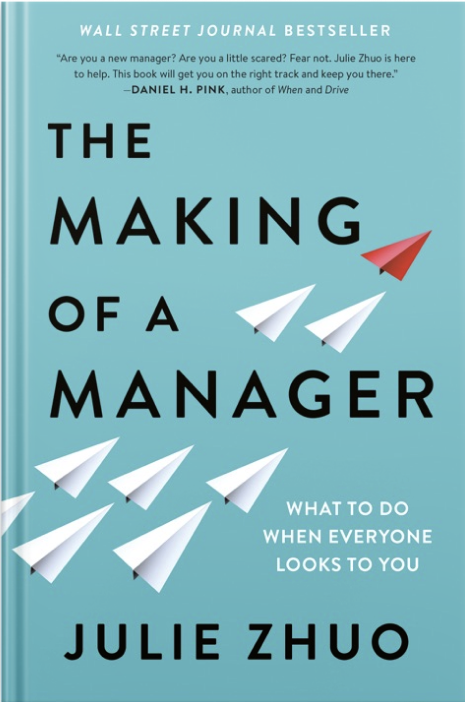 WALL STREET JOURNAL BESTSELLER
“Are you a new manager? Are you a little scared? Fear not. Julie Zhuo is here
to help. This book will get you on the right track and keep you there.”
—DANIEL H. PINK, author of When and Drive
THE
MAKING
OF A
MANAGER
WHAT TO DO
WHEN EVERYONE
LOOKS TO YOU
JULIE ZHUO